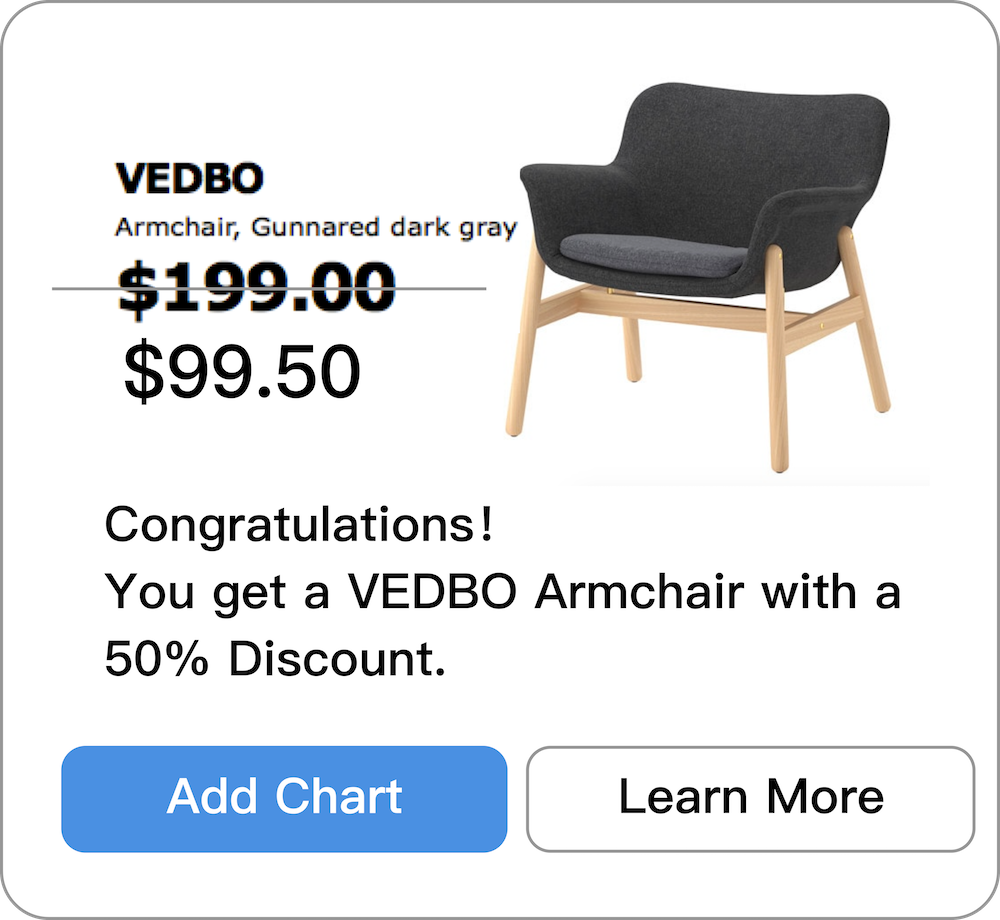 VEDBO
Armchair, Gunnared dark gray
$199.00
$99.50
Congratulations!
You get a VEDBO Armchair with a
50% Discount.
Add Chart
Learn More